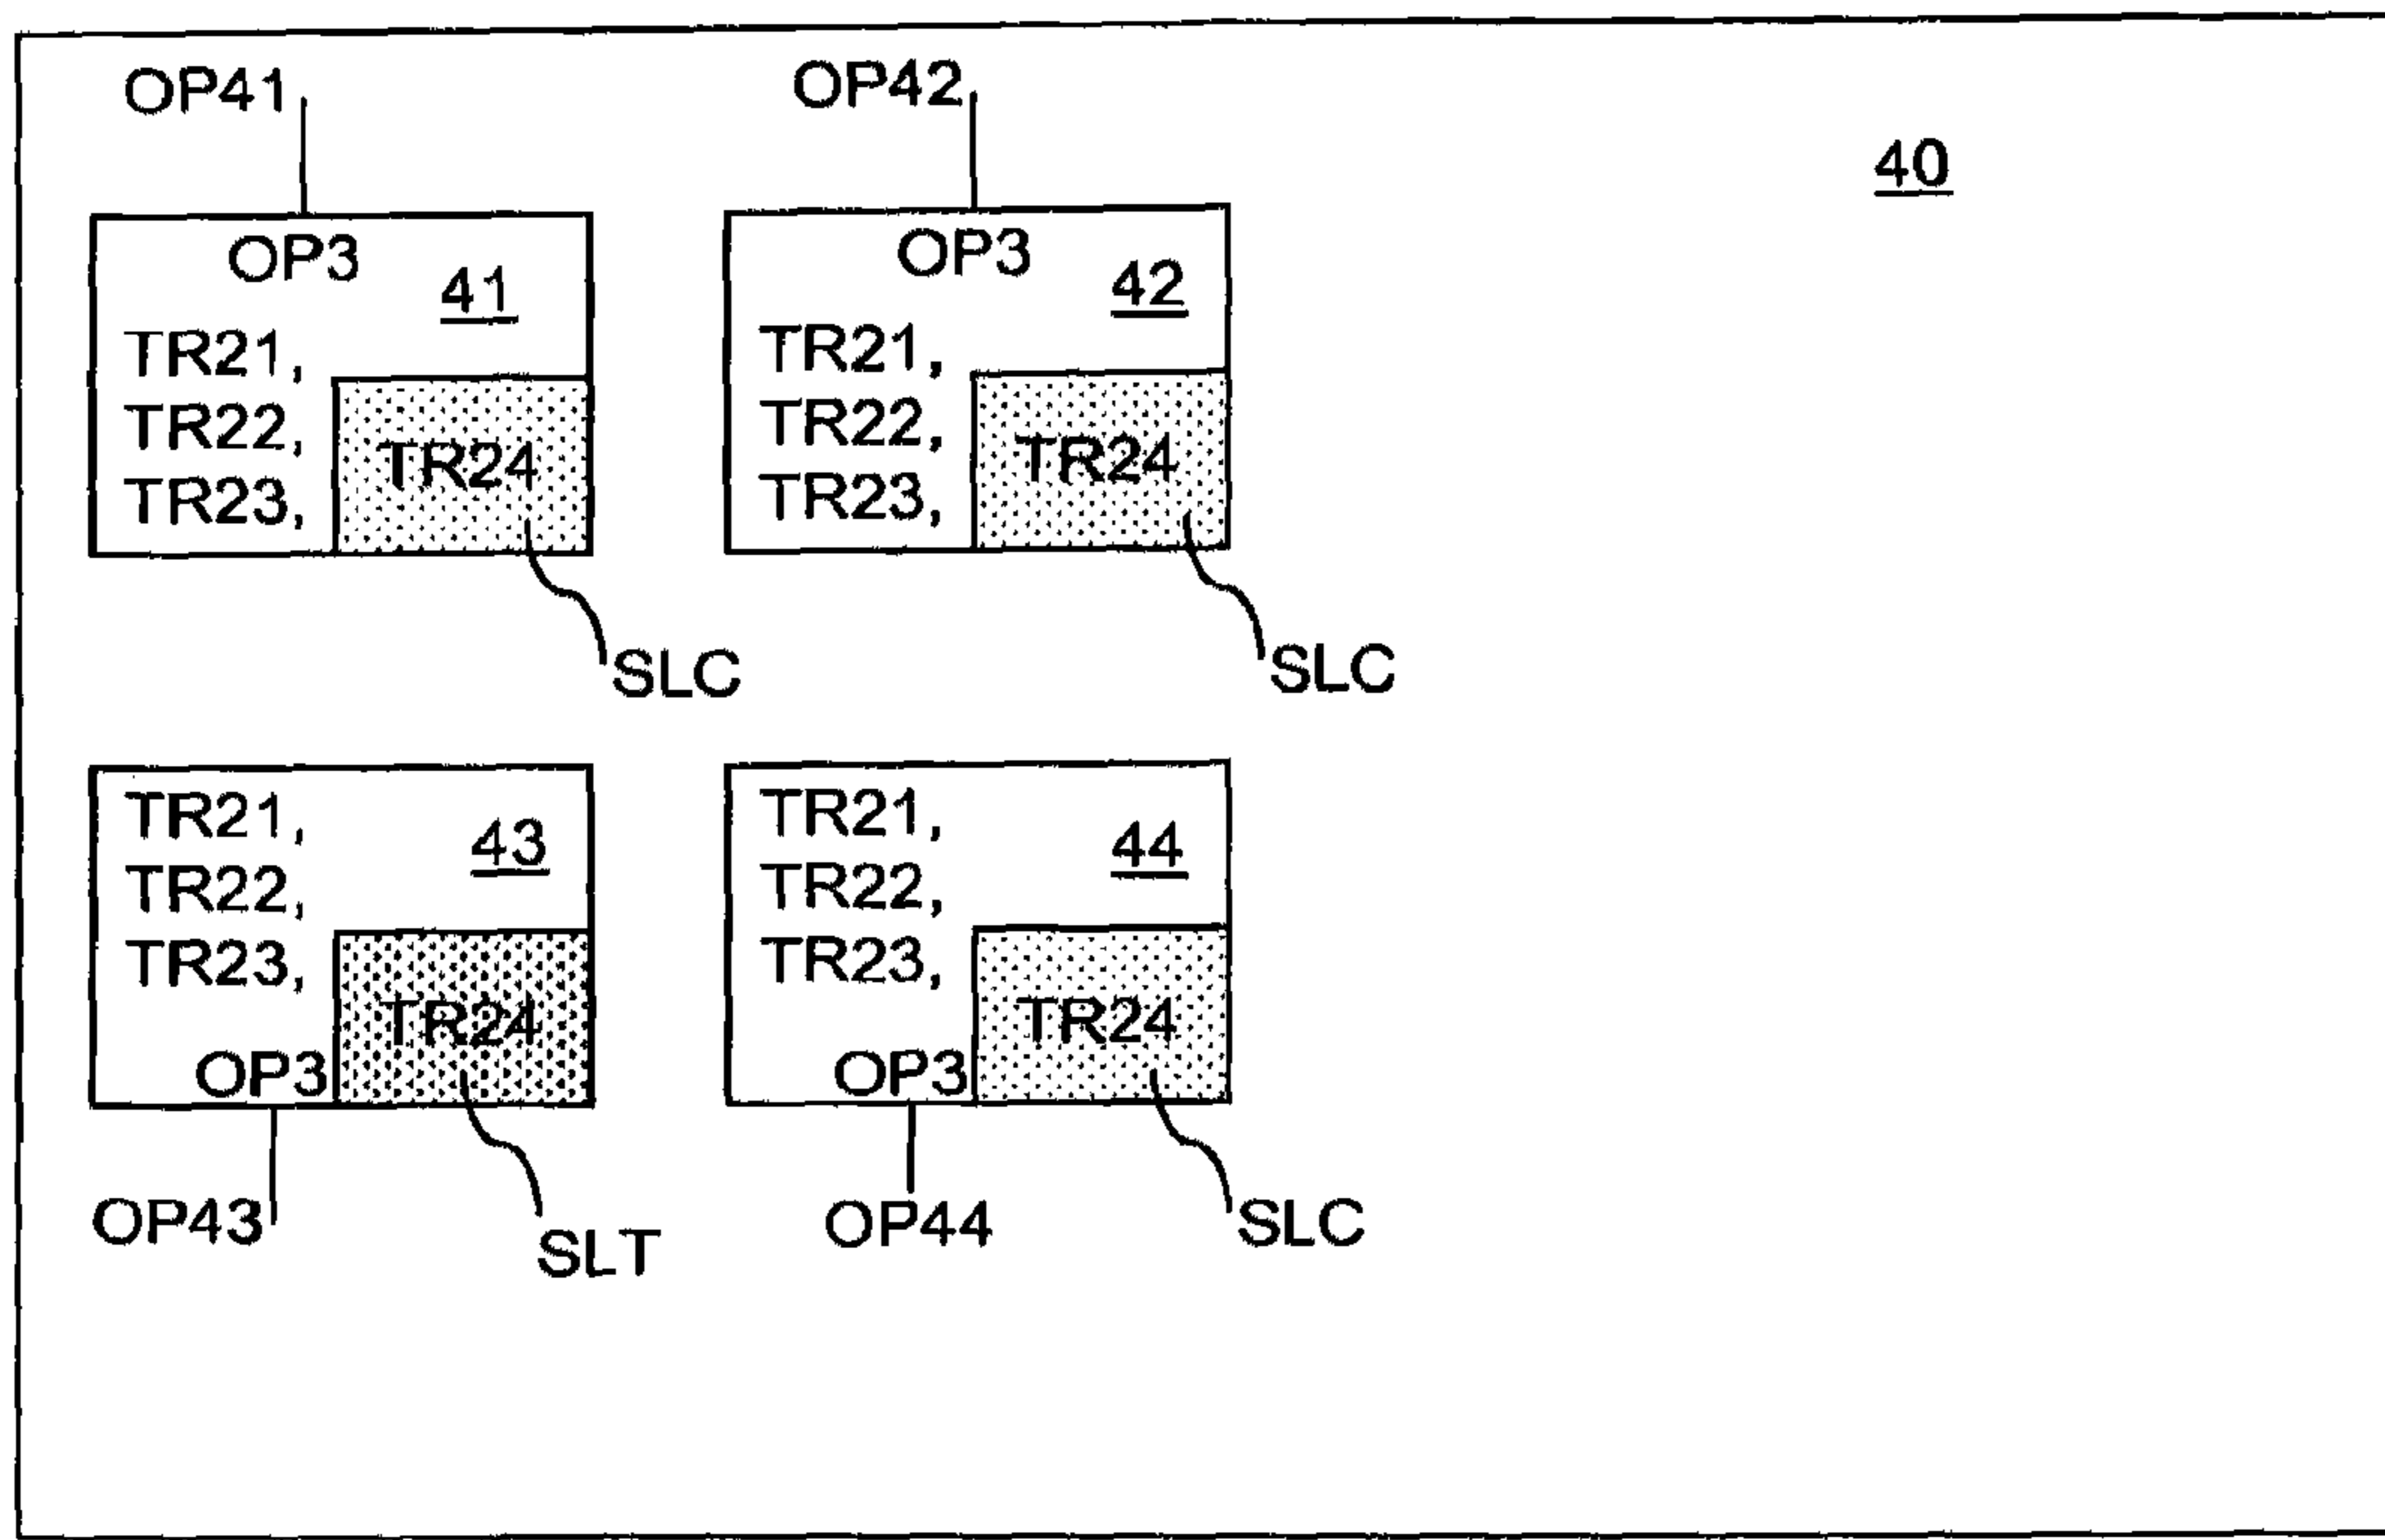 OP41
OP42
40
OP3
41
TR21,
TR22,
TR23,
TR24
SLC
OP3
42
TR21,
TR22,
TR23,
TR24
SLC
TR21,
TR22,
TR23,
43
TR24
OP3
OP43
SLT
TR21,
TR22,
TR23,
44
TR24
OP3
OP44
SLC